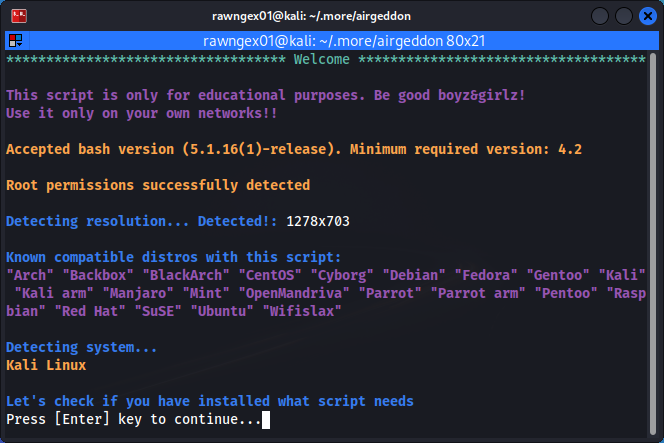 rawngex01@kali: ~/.more/airgeddon
rawngex01@kali: ~/.more/airgeddon 80x21
*********************************** Welcome ************************************
This script is only for educational purposes. Be good boyz&girlz!
Use it only on your own networks!!
Accepted bash version (5.1.16(1)-release). Minimum required version: 4.2
Root permissions successfully detected
Detecting resolution... Detected!: 1278x703
Known compatible distros with this script:
"Arch" "Backbox" "BlackArch" "CentOS" "Cyborg" "Debian" "Fedora" "Gentoo" "Kali"
 "Kali arm" "Manjaro" "Mint" "OpenMandriva" "Parrot" "Parrot arm" "Pentoo" "Rasp
bian" "Red Hat" "SuSE" "Ubuntu" "Wifislax"
Detecting system...
Kali Linux
Let's check if you have installed what script needs
Press [Enter] key to continue...